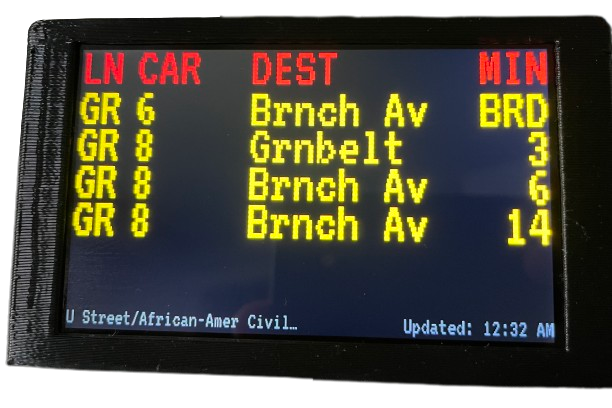 LN CAR DEST MIN
GR 6 Brnch Av BRD
GR 8 Grnbelt 3
GR 8 Brnch Av 6
GR 8 Brnch Av 14
U Street/African-Amer Civil… Updated: 12:32 AM